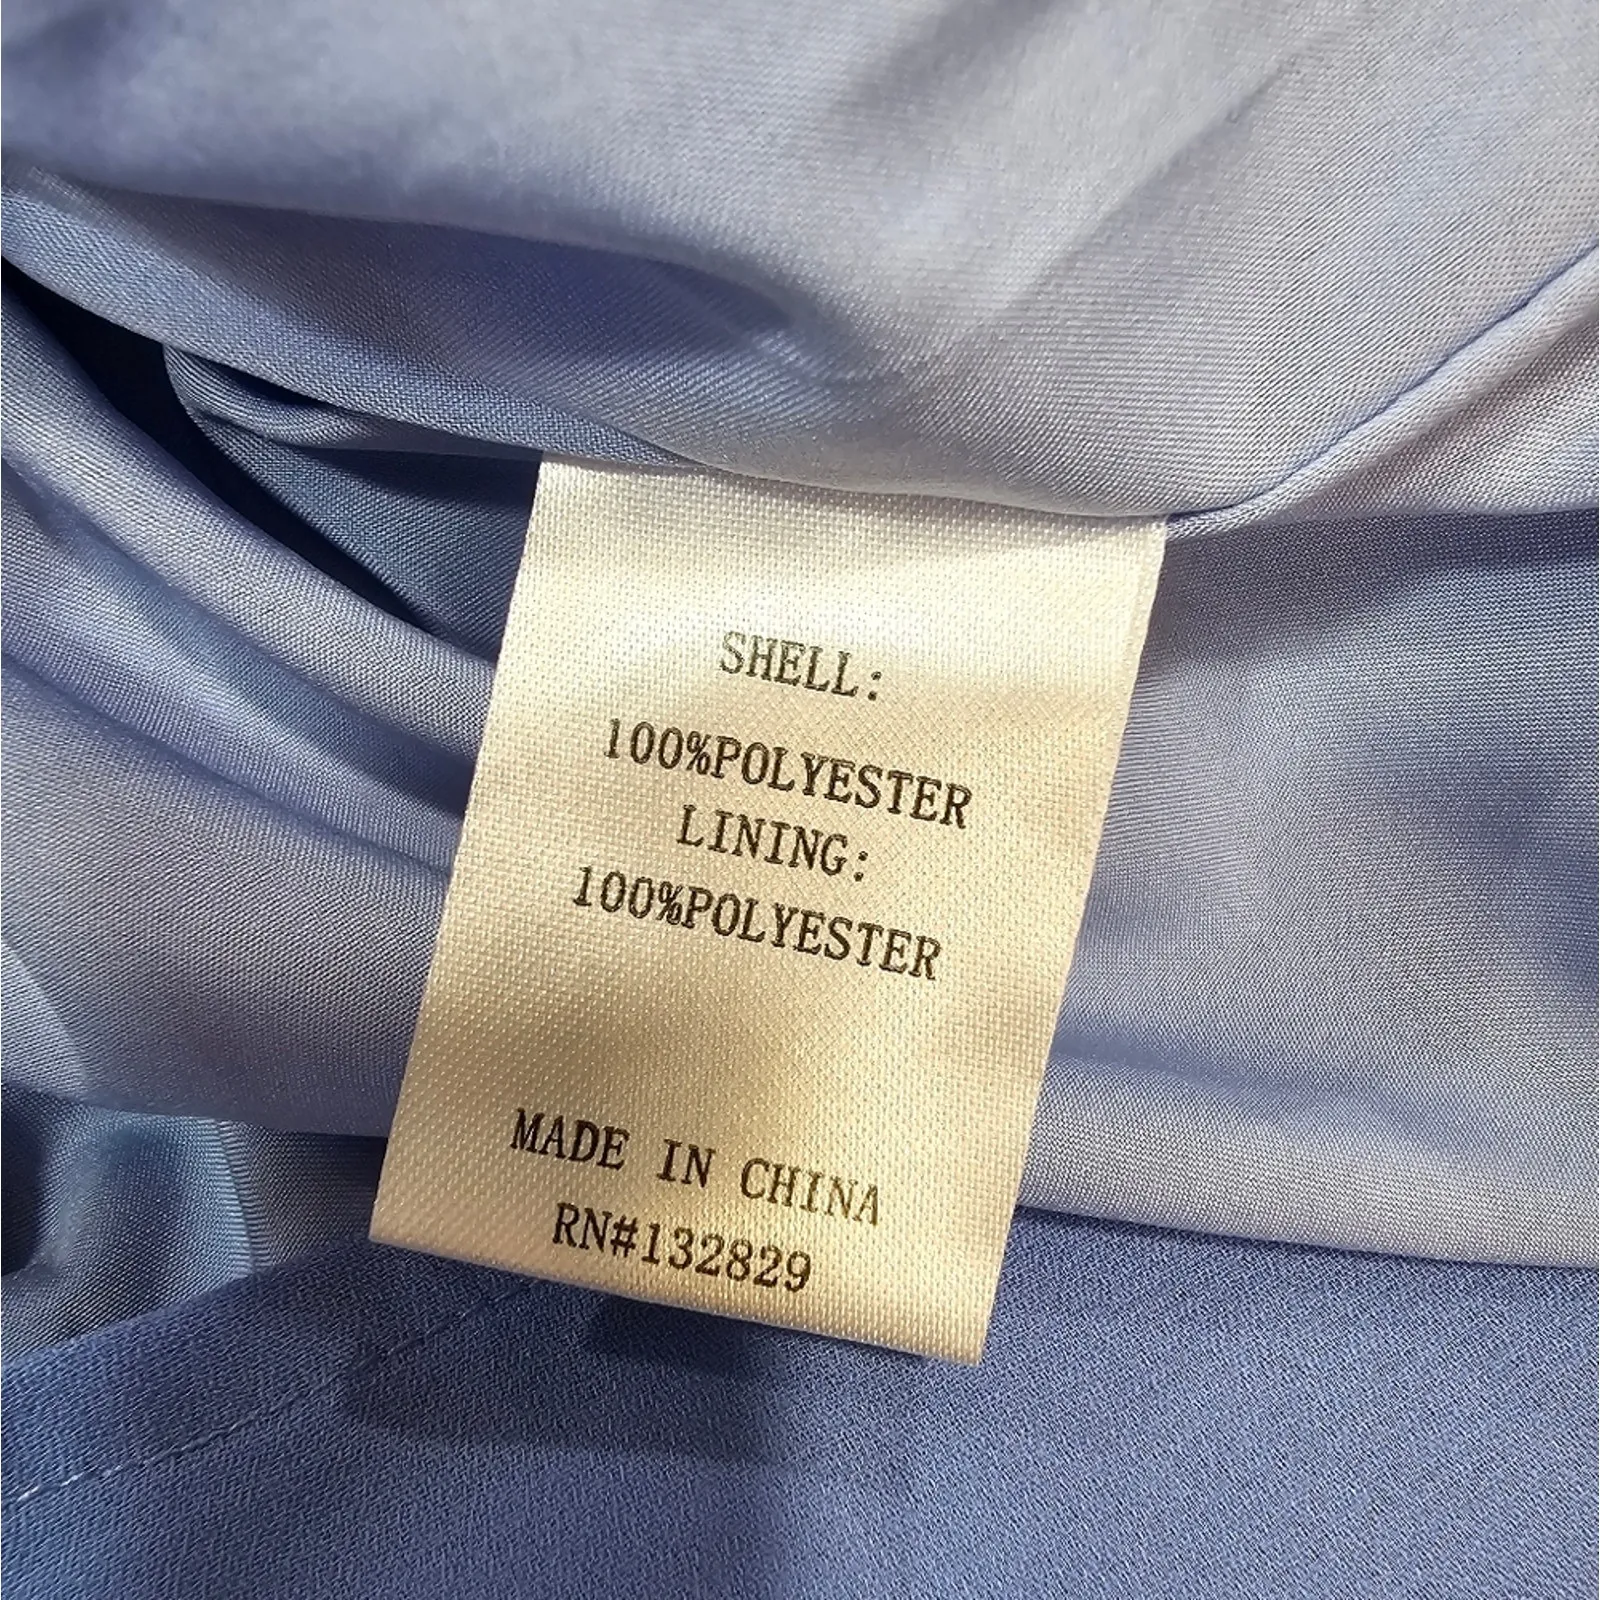 SHELL:
100%POLYESTER
LINING:
100%POLYESTER
MADE IN CHINA
RN#132829